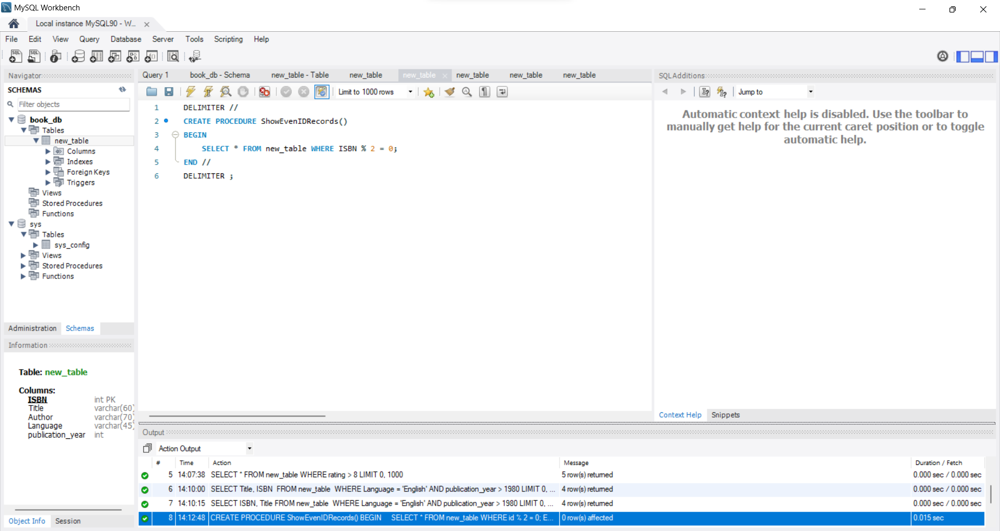 MySQL Workbench
Local instance MySQL90 - W...
File Edit View Query Database Server Tools Scripting Help
Navigator
SCHEMAS
Filter objects
book_db
Tables
new_table
Columns
Indexes
Foreign Keys
Triggers
Views
Stored Procedures
Functions
sys
Tables
sys_config
Views
Stored Procedures
Functions
Administration Schemas
Information
Table: new_table
Columns:
ISBN int PK
Title varchar(60)
Author varchar(70)
Language varchar(45)
publication_year int
Object Info Session
Query 1 book_db - Schema new_table - Table new_table new_table new_table new_table new_table
Limit to 1000 rows
1 DELIMITER //
2 CREATE PROCEDURE ShowEvenIDRecords()
3 BEGIN
4 SELECT * FROM new_table WHERE ISBN % 2 = 0;
5 END //
6 DELIMITER ;
SQLAdditions
Jump to
Automatic context help is disabled. Use the toolbar to
manually get help for the current caret position or to toggle
automatic help.
Context Help Snippets
Output
Action Output
# Time Action Message Duration / Fetch
5 14:07:38 SELECT * FROM new_table WHERE rating > 8 LIMIT 0, 1000 5 row(s) returned 0.000 sec / 0.000 sec
6 14:10:00 SELECT Title, ISBN FROM new_table WHERE Language = 'English' AND publication_year > 1980 LIMIT 0, ... 4 row(s) returned 0.000 sec / 0.000 sec
7 14:10:15 SELECT ISBN, Title FROM new_table WHERE Language = 'English' AND publication_year > 1980 LIMIT 0, ... 4 row(s) returned 0.000 sec / 0.000 sec
8 14:12:48 CREATE PROCEDURE ShowEvenIDRecords() BEGIN SELECT * FROM new_table WHERE id % 2 = 0; E... 0 row(s) affected 0.015 sec